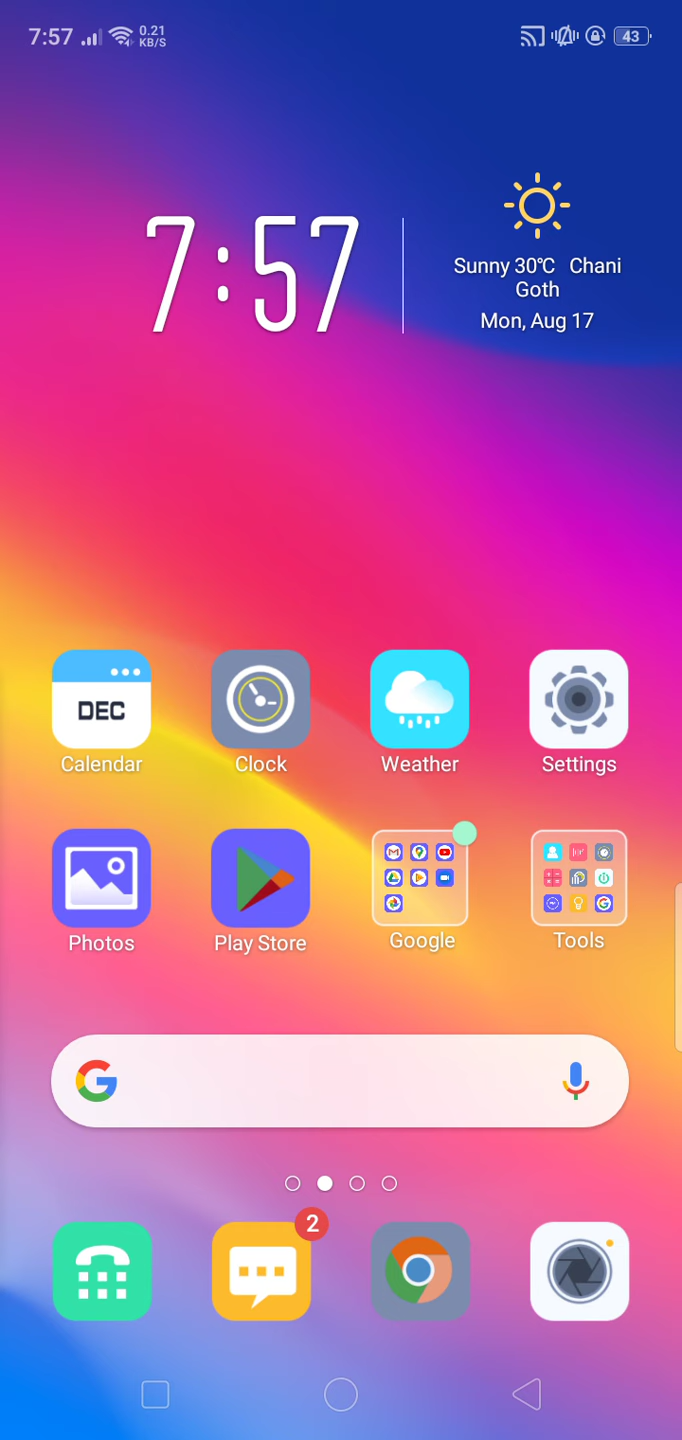 7:57 0.21 KB/S 43
7:57
Sunny 30℃ Chani
Goth
Mon, Aug 17
DEC
Calendar Clock Weather Settings
Photos Play Store Google Tools
2